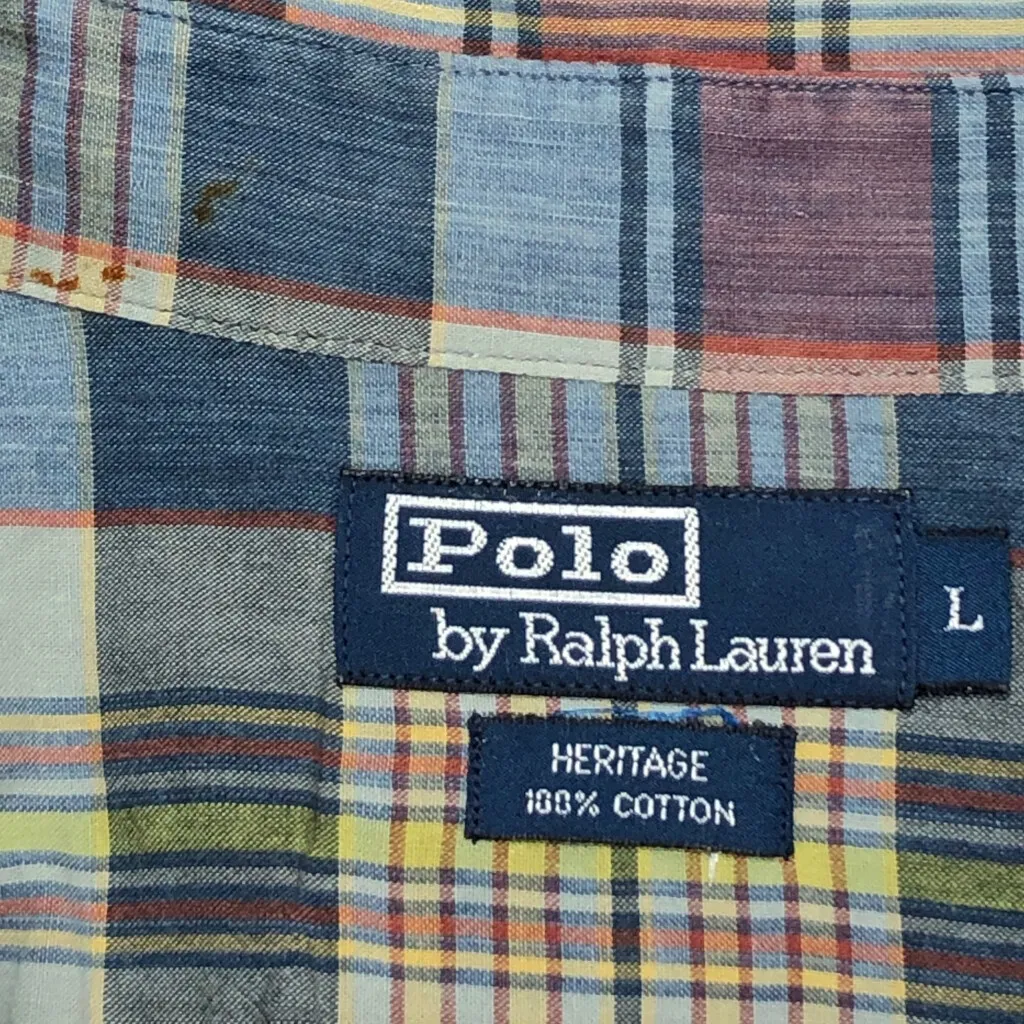 Polo
by Ralph Lauren
L
HERITAGE
100% COTTON